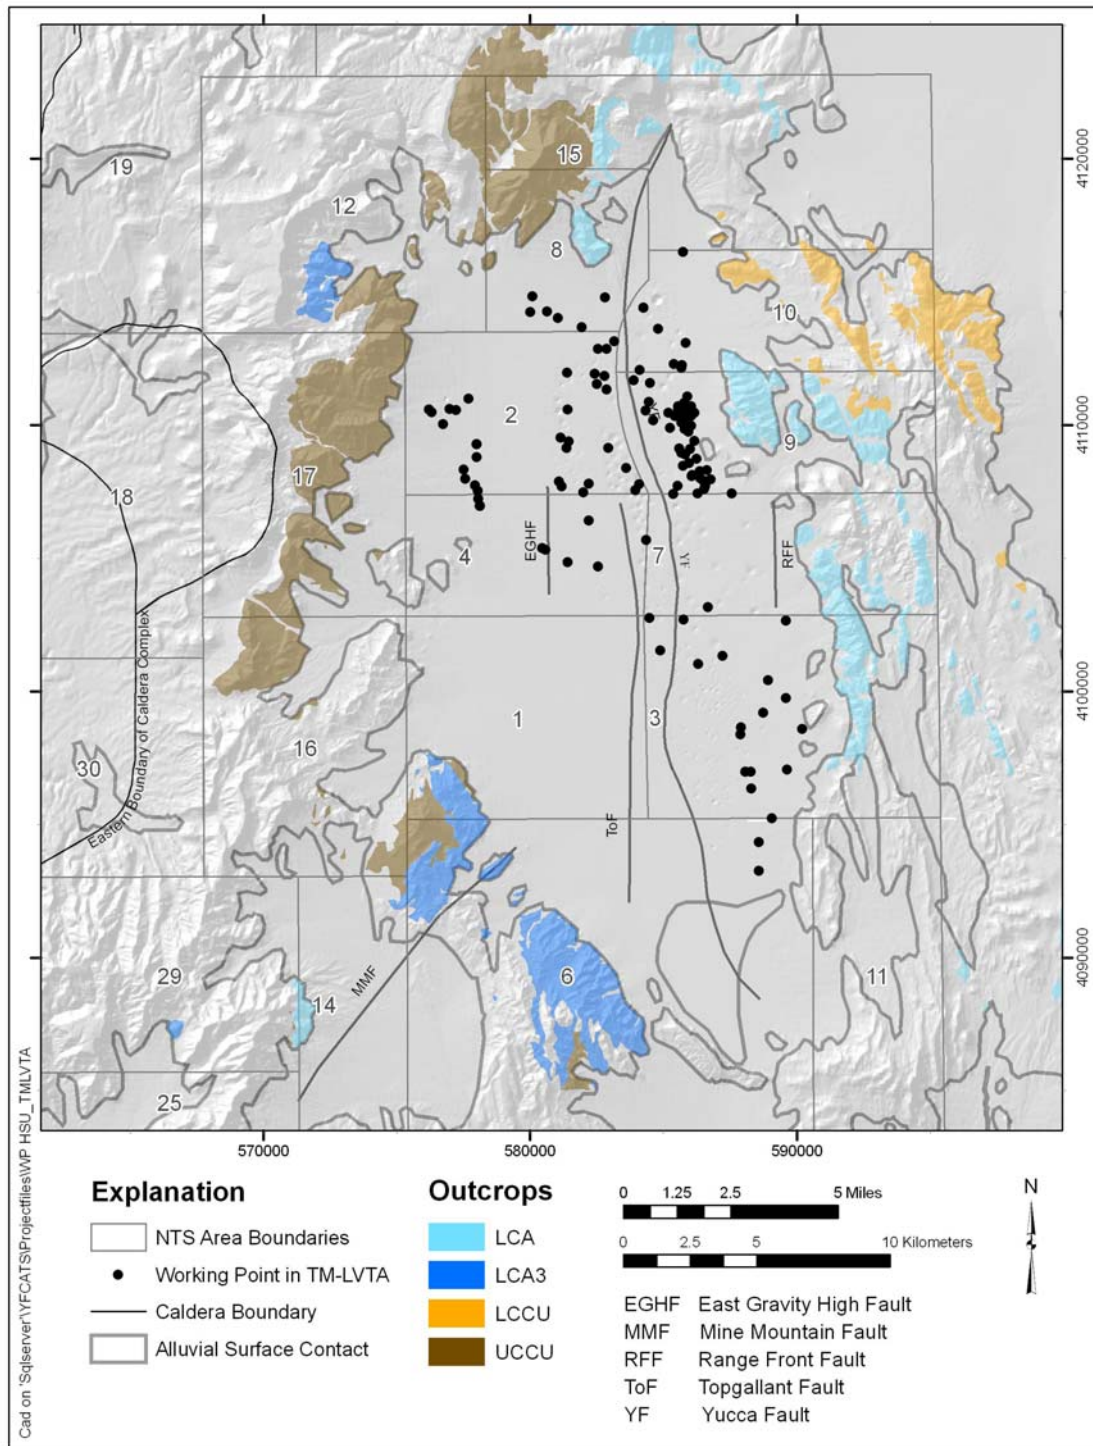 15
19
12
8
10
2
9
17
18
EGHF
4
7
YF
RFF
Eastern Boundary of Caldera Complex
1
3
16
30
ToF
29
14
MMF
6
11
25
4120000
4110000
4100000
4090000
570000
580000
590000
Cad on \\Sqlserver\YFCATS\Projectfiles\WP HSU_TMLVTA
Explanation
NTS Area Boundaries
Working Point in TM-LVTA
Caldera Boundary
Alluvial Surface Contact
Outcrops
LCA
LCA3
LCCU
UCCU
0 1.25 2.5 5 Miles
0 2.5 5 10 Kilometers
N
EGHF East Gravity High Fault
MMF Mine Mountain Fault
RFF Range Front Fault
ToF Topgallant Fault
YF Yucca Fault